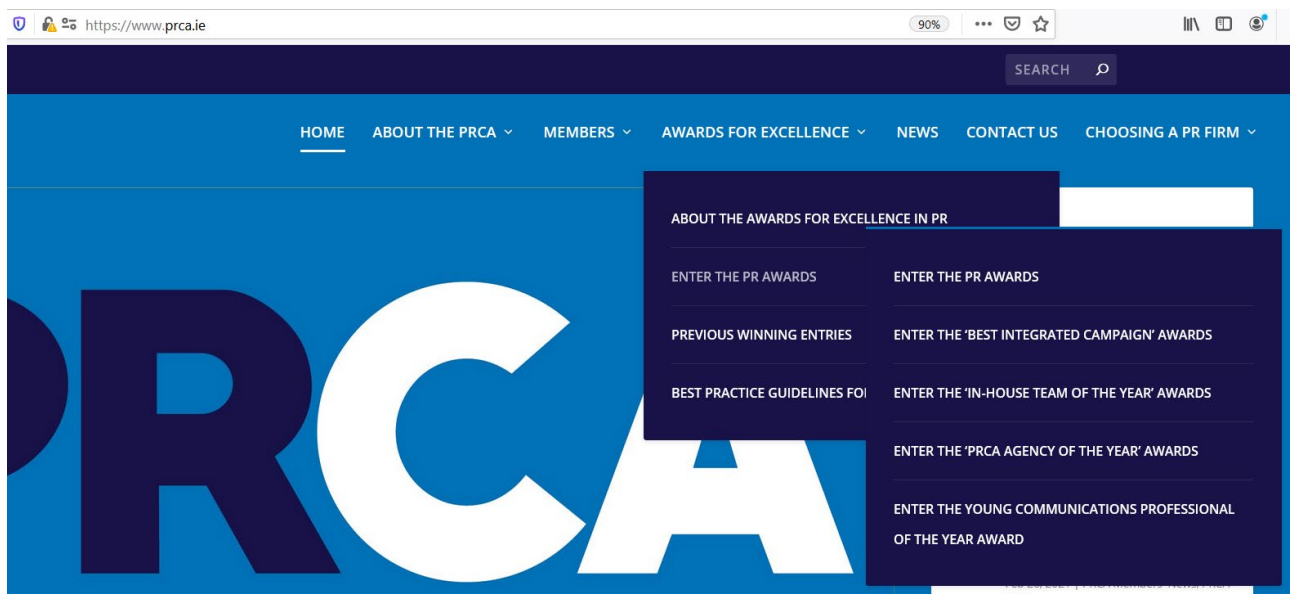 https://www.prca.ie
90%
SEARCH
HOME ABOUT THE PRCA MEMBERS AWARDS FOR EXCELLENCE NEWS CONTACT US CHOOSING A PR FIRM
ABOUT THE AWARDS FOR EXCELLENCE IN PR
ENTER THE PR AWARDS
PREVIOUS WINNING ENTRIES
BEST PRACTICE GUIDELINES FO
ENTER THE PR AWARDS
ENTER THE ‘BEST INTEGRATED CAMPAIGN’ AWARDS
ENTER THE ‘IN-HOUSE TEAM OF THE YEAR’ AWARDS
ENTER THE ‘PRCA AGENCY OF THE YEAR’ AWARDS
ENTER THE YOUNG COMMUNICATIONS PROFESSIONAL
OF THE YEAR AWARD
PRCA